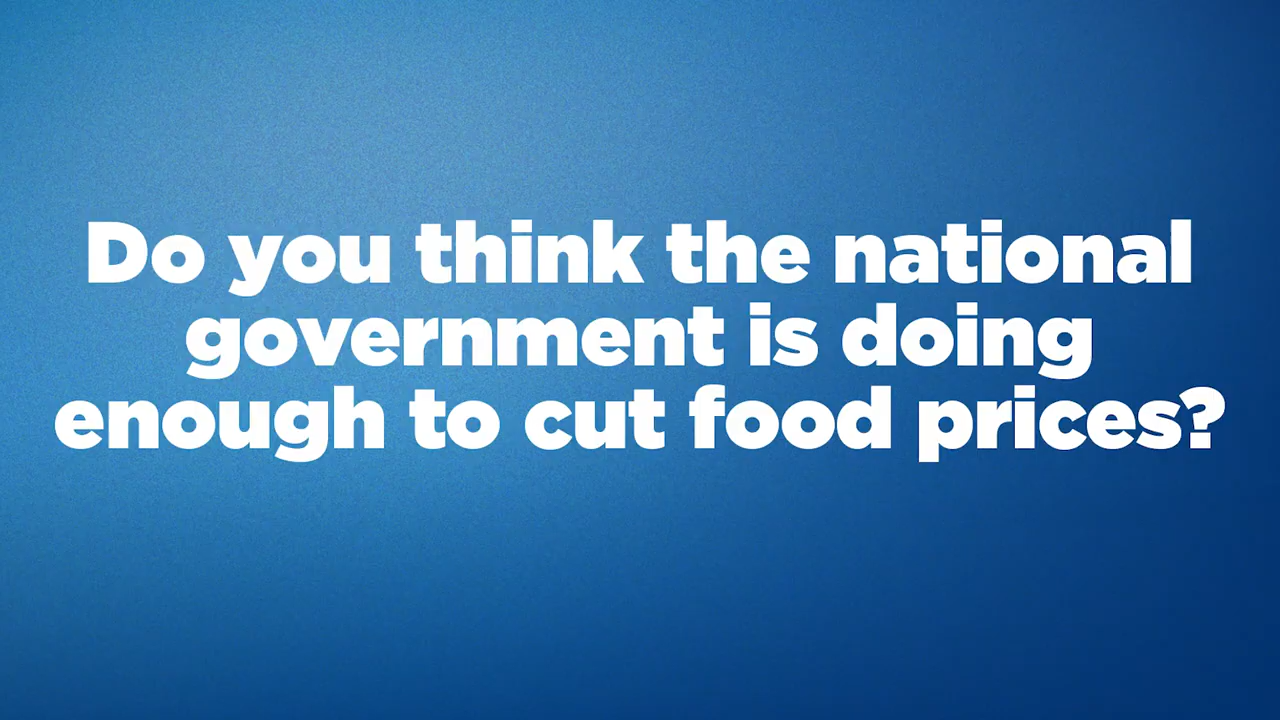 Do you think the national
government is doing
enough to cut food prices?